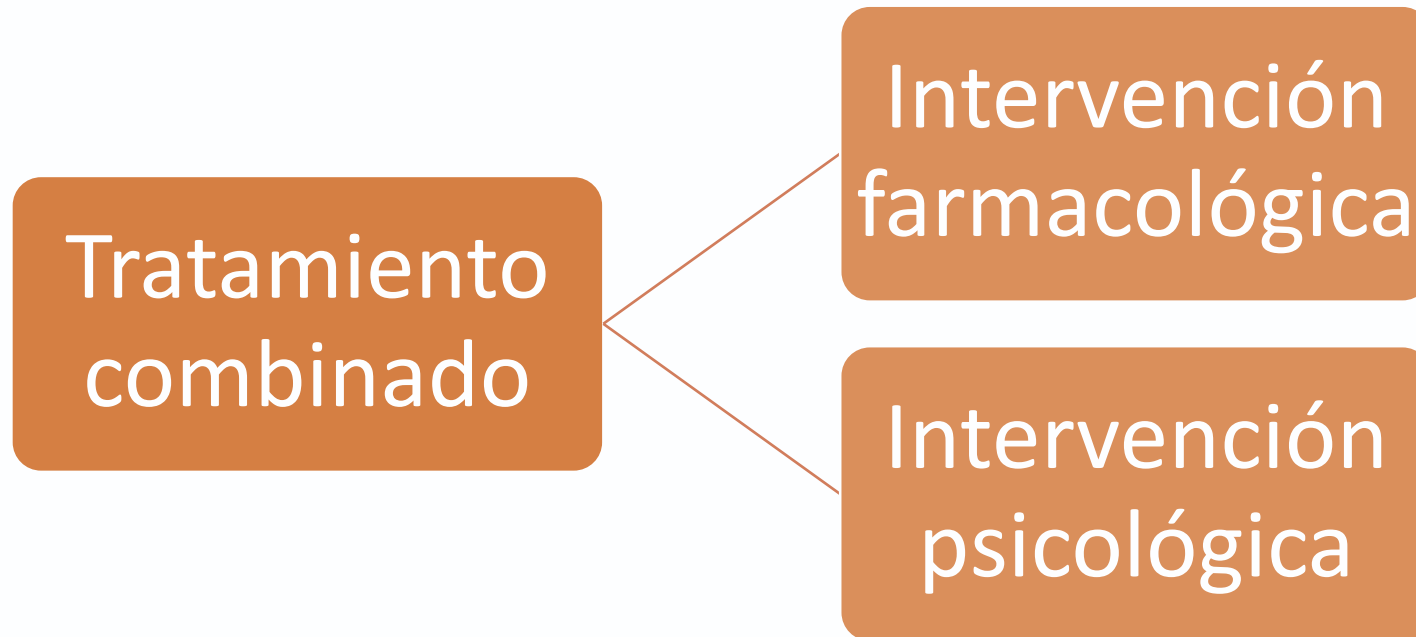 Tratamiento
combinado
Intervención
farmacológica
Intervención
psicológica